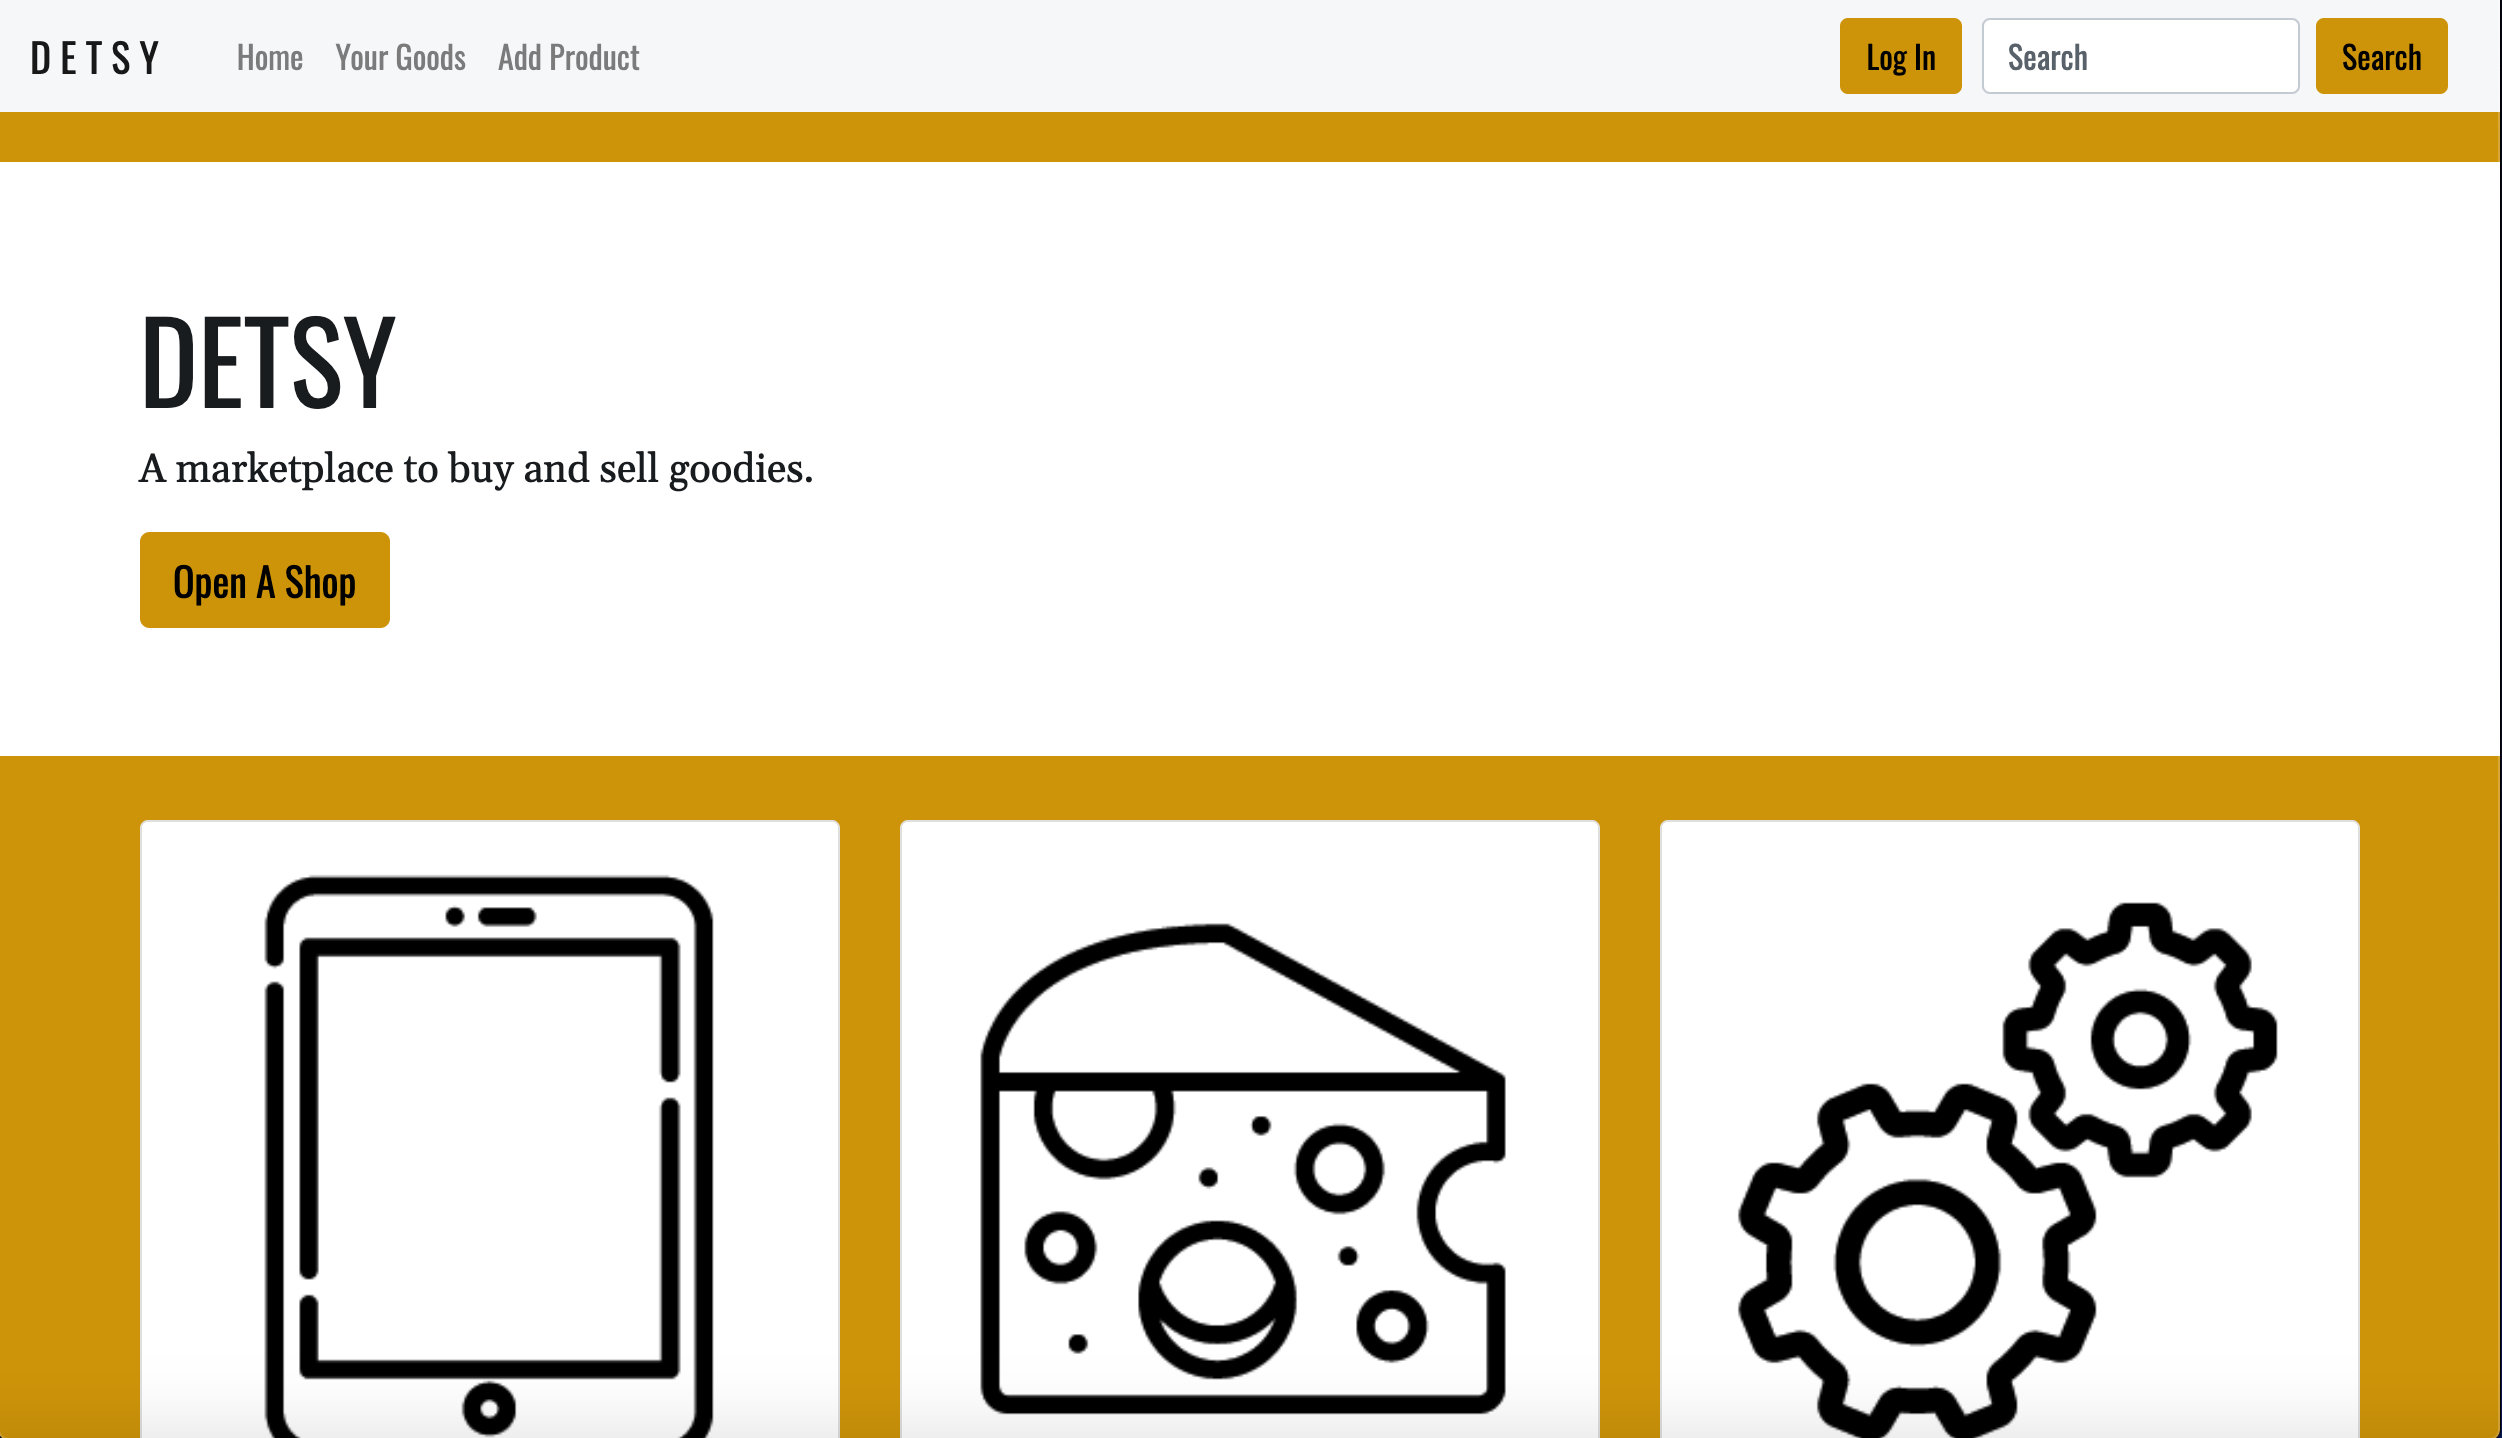 DETSY Home Your Goods Add Product Log In Search Search
DETSY
A marketplace to buy and sell goodies.
Open A Shop